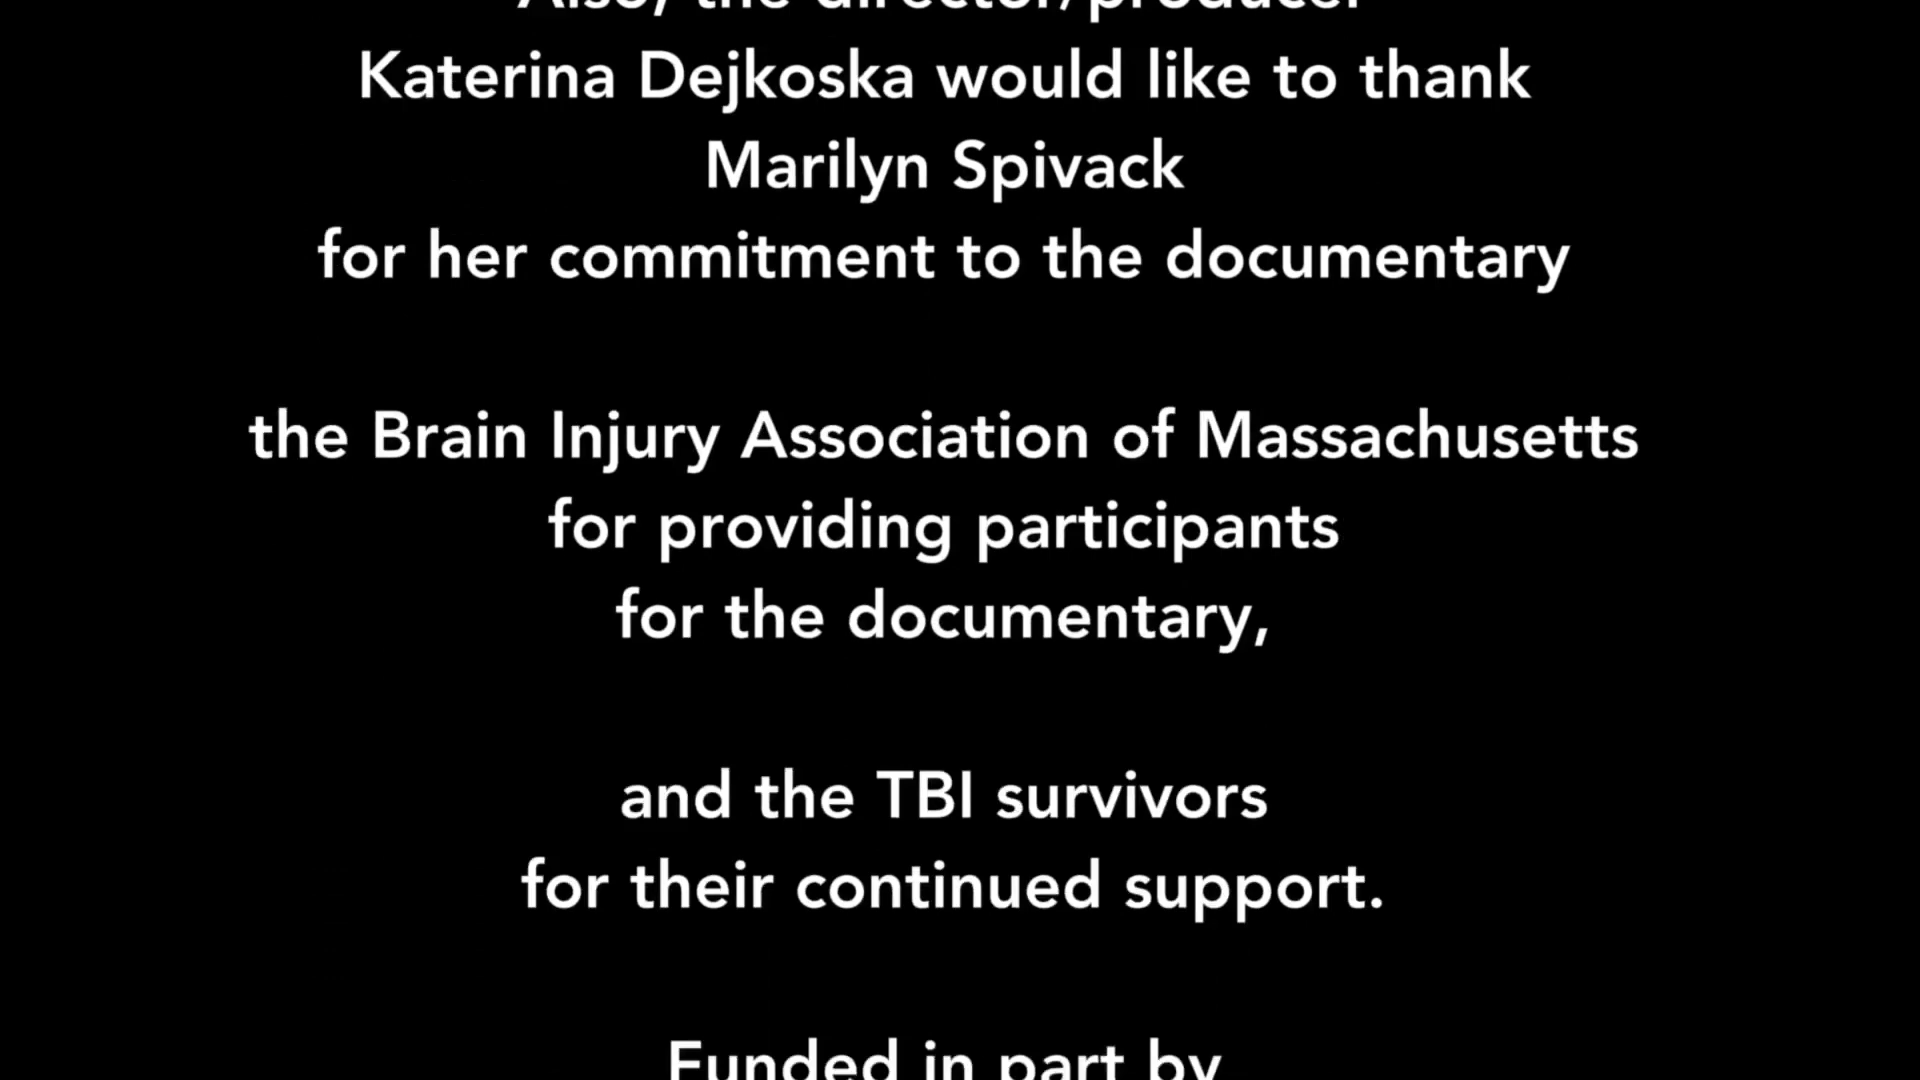 Also, the director/producer
Katerina Dejkoska would like to thank
Marilyn Spivack
for her commitment to the documentary
the Brain Injury Association of Massachusetts
for providing participants
for the documentary,
and the TBI survivors
for their continued support.
Funded in part by